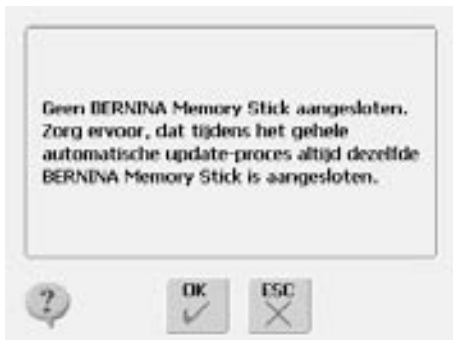 Geen BERNINA Memory Stick aangesloten.
Zorg ervoor, dat tijdens het gehele
automatische update-proces altijd dezelfde
BERNINA Memory Stick is aangesloten.
?
OK
ESC